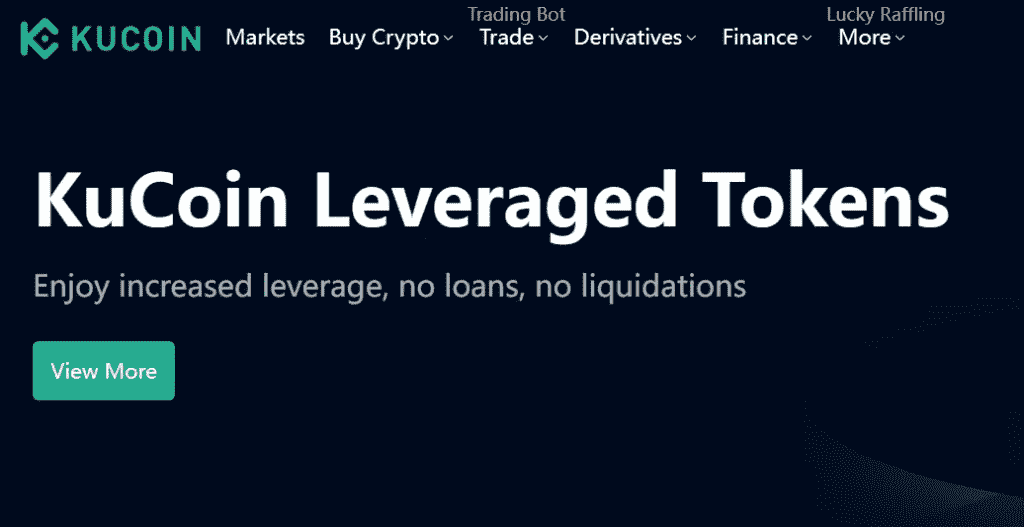 Trading Bot Lucky Raffling
KUCOIN Markets Buy Crypto Trade Derivatives Finance More
KuCoin Leveraged Tokens
Enjoy increased leverage, no loans, no liquidations
View More